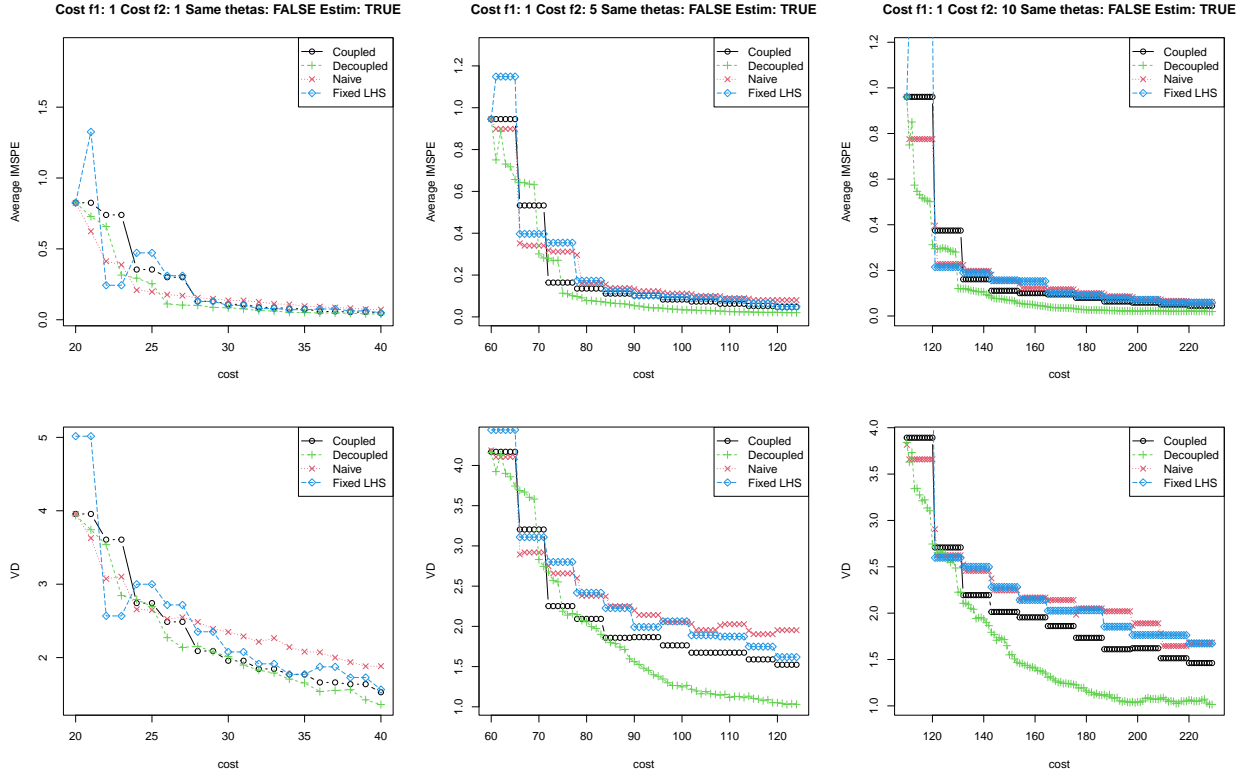 Cost f1: 1 Cost f2: 1 Same thetas: FALSE Estim: TRUE
Average IMSPE
0.0
0.5
1.0
1.5
20
25
30
35
40
cost
Coupled
Decoupled
Naive
Fixed LHS
Cost f1: 1 Cost f2: 5 Same thetas: FALSE Estim: TRUE
Average IMSPE
0.0
0.2
0.4
0.6
0.8
1.0
1.2
60
70
80
90
100
110
120
cost
Coupled
Decoupled
Naive
Fixed LHS
Cost f1: 1 Cost f2: 10 Same thetas: FALSE Estim: TRUE
Average IMSPE
0.0
0.2
0.4
0.6
0.8
1.0
1.2
120
140
160
180
200
220
cost
Coupled
Decoupled
Naive
Fixed LHS
VD
2
3
4
5
20
25
30
35
40
cost
Coupled
Decoupled
Naive
Fixed LHS
VD
1.0
1.5
2.0
2.5
3.0
3.5
4.0
60
70
80
90
100
110
120
cost
Coupled
Decoupled
Naive
Fixed LHS
VD
1.0
1.5
2.0
2.5
3.0
3.5
4.0
120
140
160
180
200
220
cost
Coupled
Decoupled
Naive
Fixed LHS